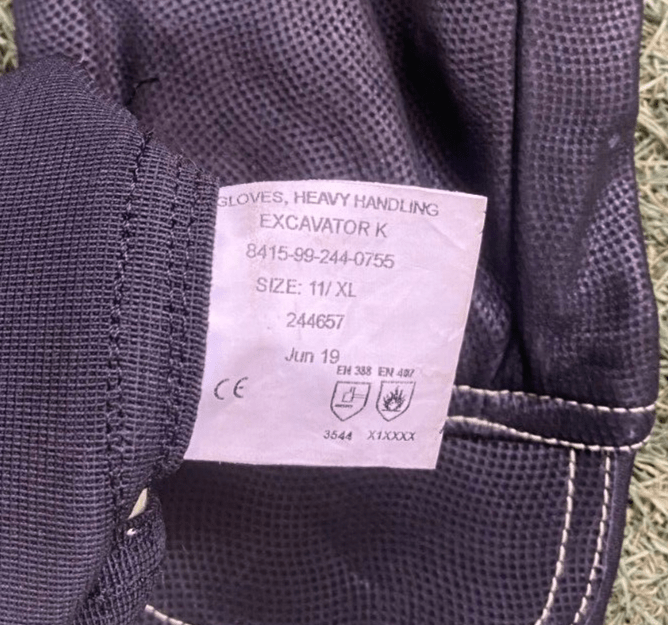 GLOVES, HEAVY HANDLING
EXCAVATOR K
8415-99-244-0755
SIZE: 11/ XL
244657
Jun 19
EN 388 EN 407
CE
3544 X1XXXX